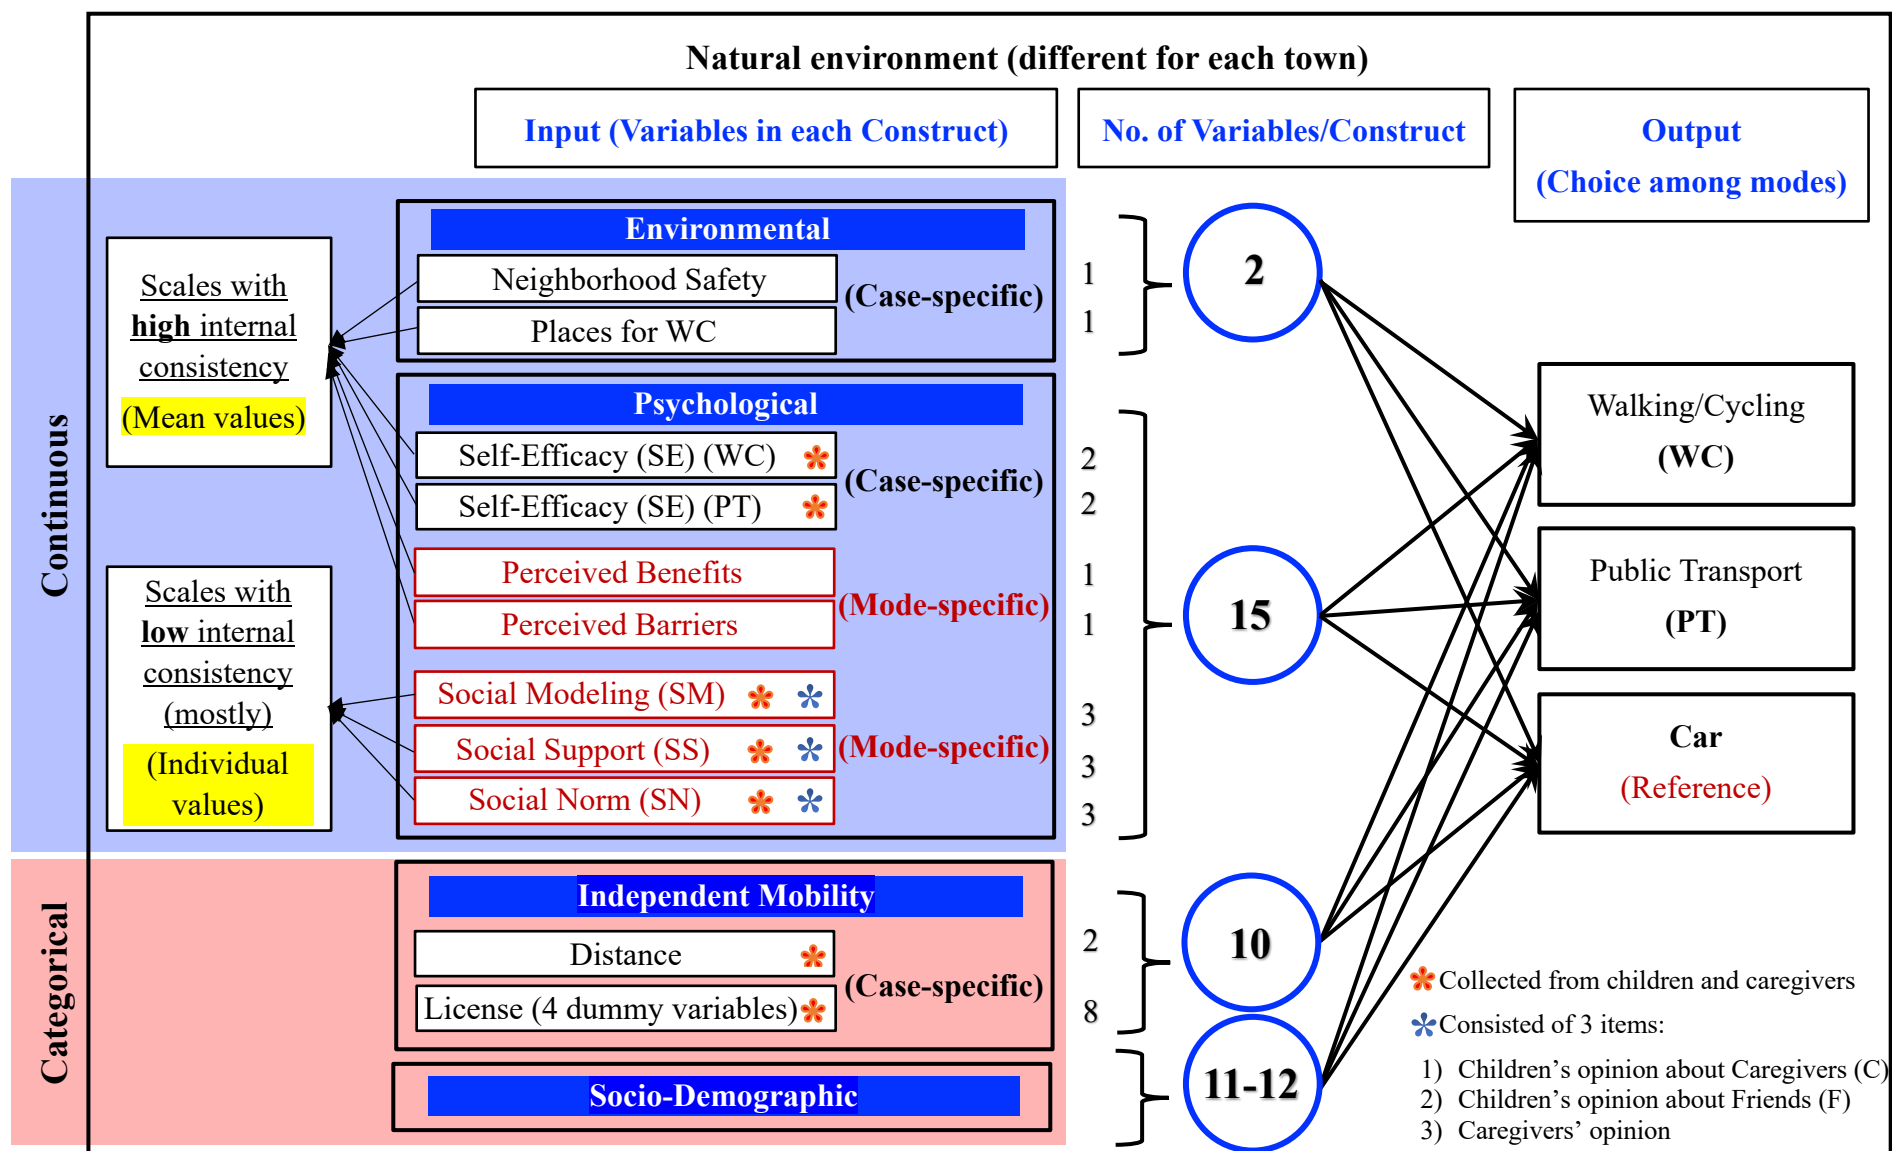 Natural environment (different for each town)
Input (Variables in each Construct)
No. of Variables/Construct
Output
(Choice among modes)
Continuous
Scales with
high internal
consistency
(Mean values)
Scales with
low internal
consistency
(mostly)
(Individual
values)
Environmental
Neighborhood Safety
Places for WC
(Case-specific)
1
1
2
Psychological
Self-Efficacy (SE) (WC)
Self-Efficacy (SE) (PT)
(Case-specific)
Perceived Benefits
Perceived Barriers
(Mode-specific)
Social Modeling (SM)
Social Support (SS)
Social Norm (SN)
(Mode-specific)
2
2
1
1
3
3
3
15
Categorical
Independent Mobility
Distance
License (4 dummy variables)
(Case-specific)
2
8
10
Socio-Demographic
11-12
Walking/Cycling
(WC)
Public Transport
(PT)
Car
(Reference)
Collected from children and caregivers
Consisted of 3 items:
1) Children’s opinion about Caregivers (C)
2) Children’s opinion about Friends (F)
3) Caregivers’ opinion